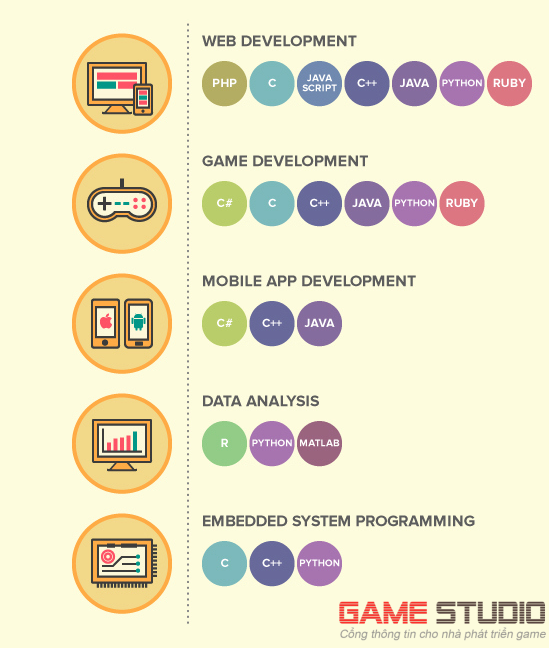 WEB DEVELOPMENT
PHP C JAVA SCRIPT C++ JAVA PYTHON RUBY
GAME DEVELOPMENT
C# C C++ JAVA PYTHON RUBY
MOBILE APP DEVELOPMENT
C# C++ JAVA
DATA ANALYSIS
R PYTHON MATLAB
EMBEDDED SYSTEM PROGRAMMING
C C++ PYTHON
GAME STUDIO
Cổng thông tin cho nhà phát triển game